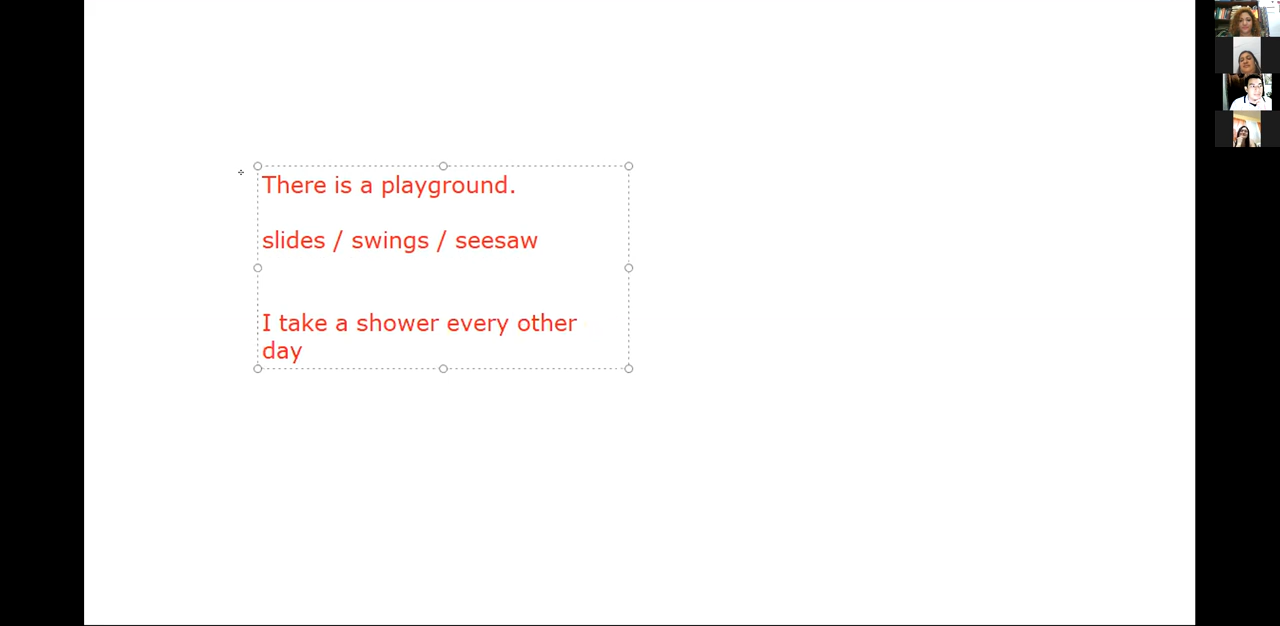 There is a playground.
slides / swings / seesaw
I take a shower every other
day